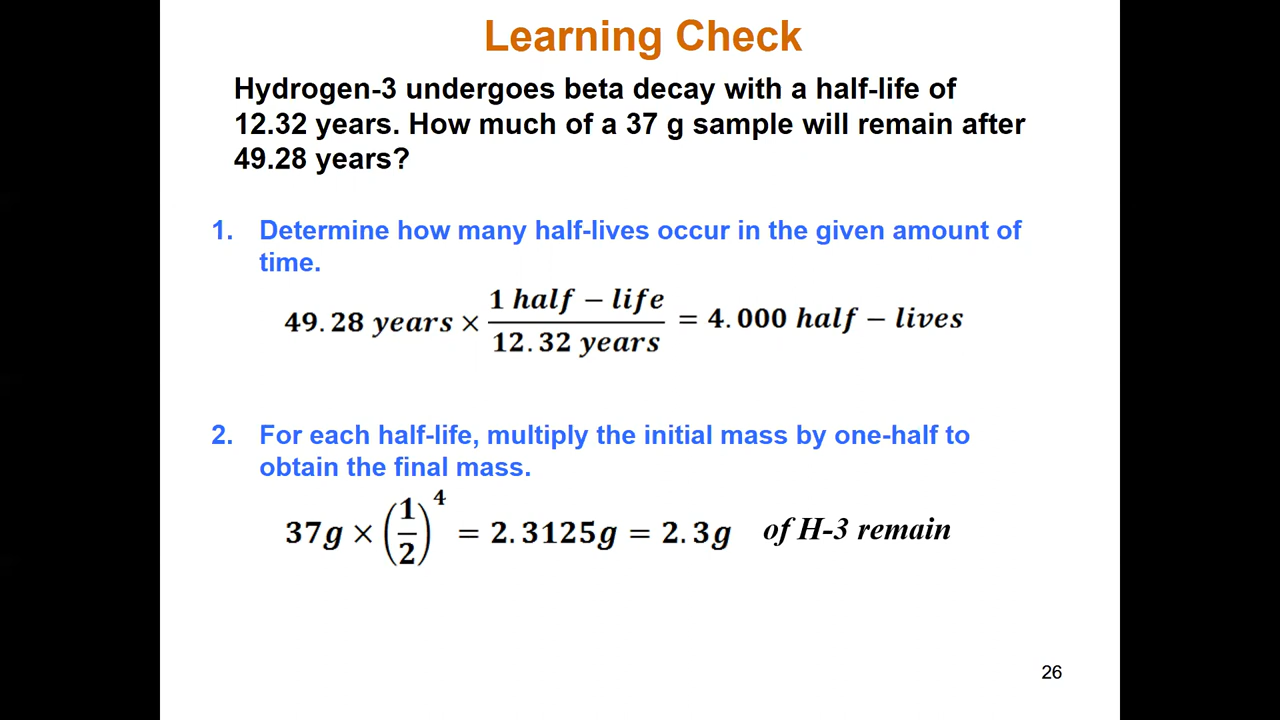 Learning Check
Hydrogen-3 undergoes beta decay with a half-life of
12.32 years. How much of a 37 g sample will remain after
49.28 years?
1. Determine how many half-lives occur in the given amount of
time.
49.28 years × (1 half − life)/(12.32 years) = 4.000 half − lives
2. For each half-life, multiply the initial mass by one-half to
obtain the final mass.
37g × (1/2)^4 = 2.3125g = 2.3g of H-3 remain
26